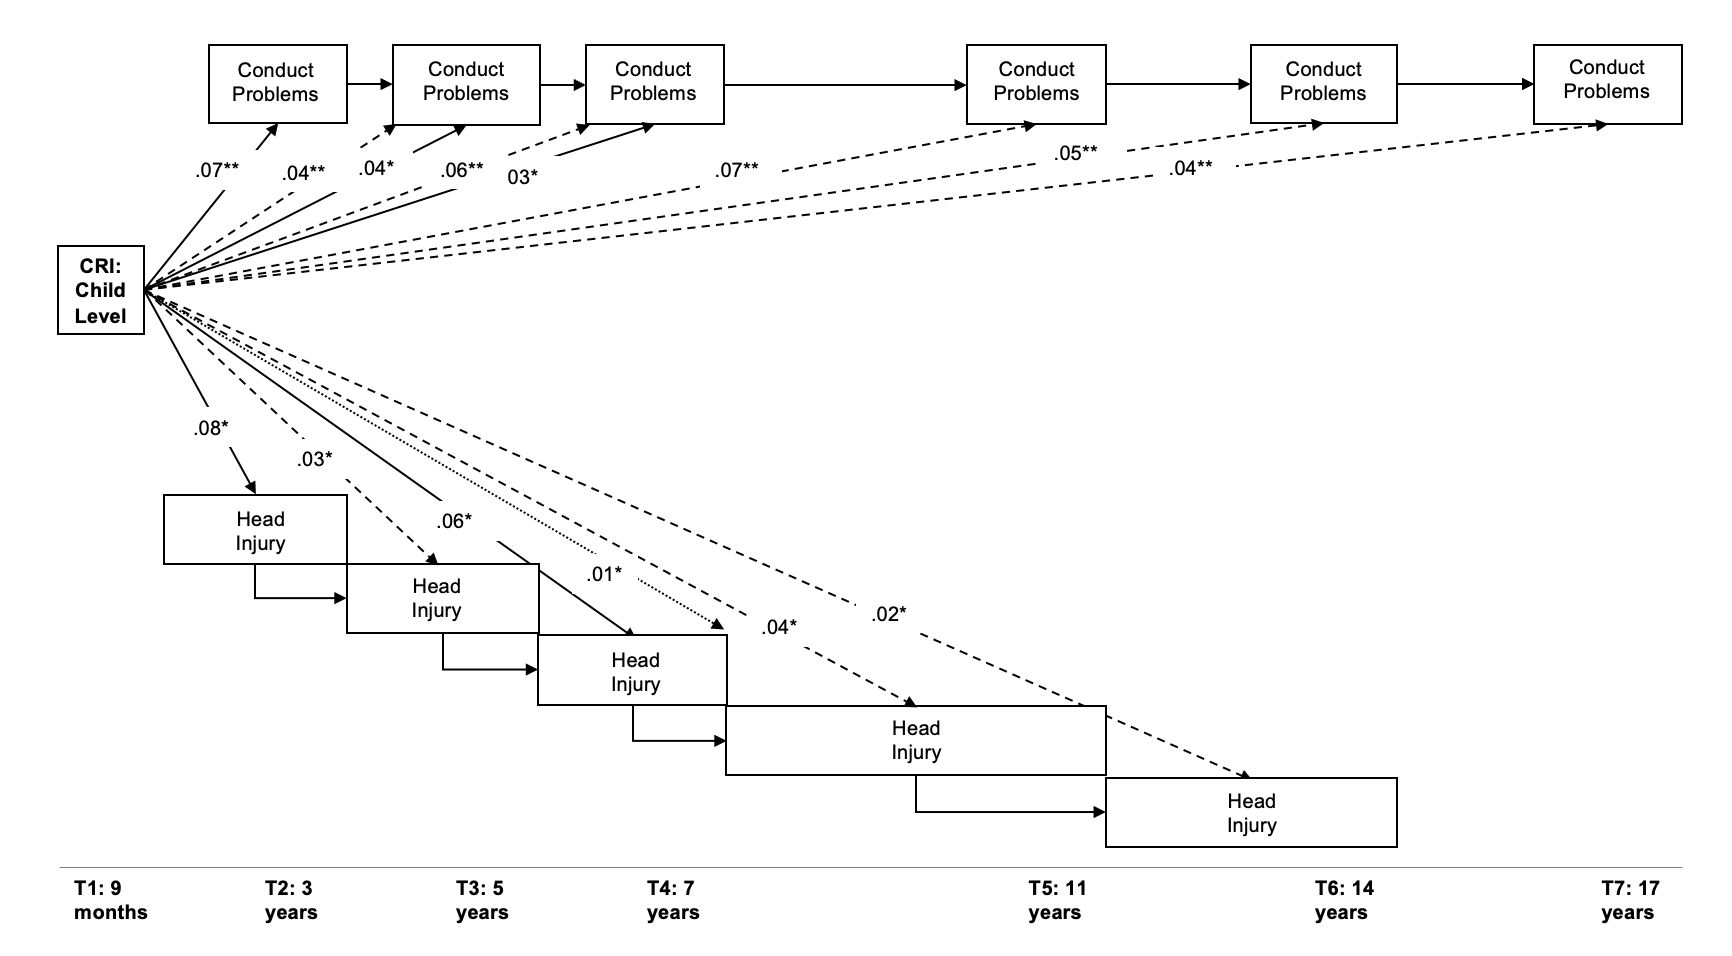 Conduct
Problems
Conduct
Problems
Conduct
Problems
Conduct
Problems
Conduct
Problems
Conduct
Problems
.07**
.04**
.04*
.06**
03*
.07**
.05**
.04**
CRI:
Child
Level
.08*
.03*
.06*
.01*
.04*
.02*
Head
Injury
Head
Injury
Head
Injury
Head
Injury
Head
Injury
T1: 9
months
T2: 3
years
T3: 5
years
T4: 7
years
T5: 11
years
T6: 14
years
T7: 17
years